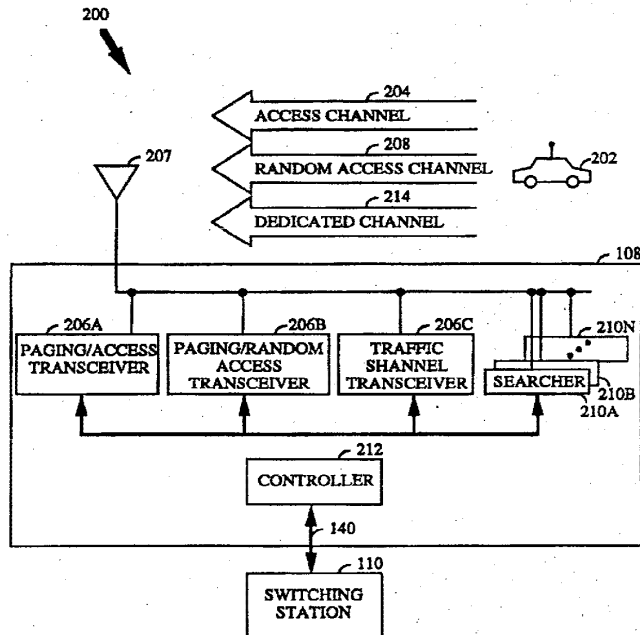 200
204
ACCESS CHANNEL
208
207
RANDOM ACCESS CHANNEL
202
214
DEDICATED CHANNEL
108
206A
206B
206C
210N
PAGING/ACCESS
TRANSCEIVER
PAGING/RANDOM
ACCESS
TRANSCEIVER
TRAFFIC
SHANNEL
TRANSCEIVER
SEARCHER
210B
210A
212
CONTROLLER
140
110
SWITCHING
STATION